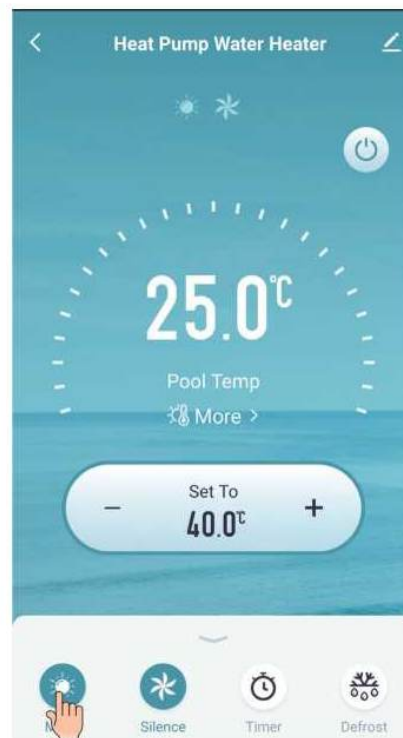 Heat Pump Water Heater
25.0℃
Pool Temp
More >
Set To
− 40.0℃ +
Silence Timer Defrost